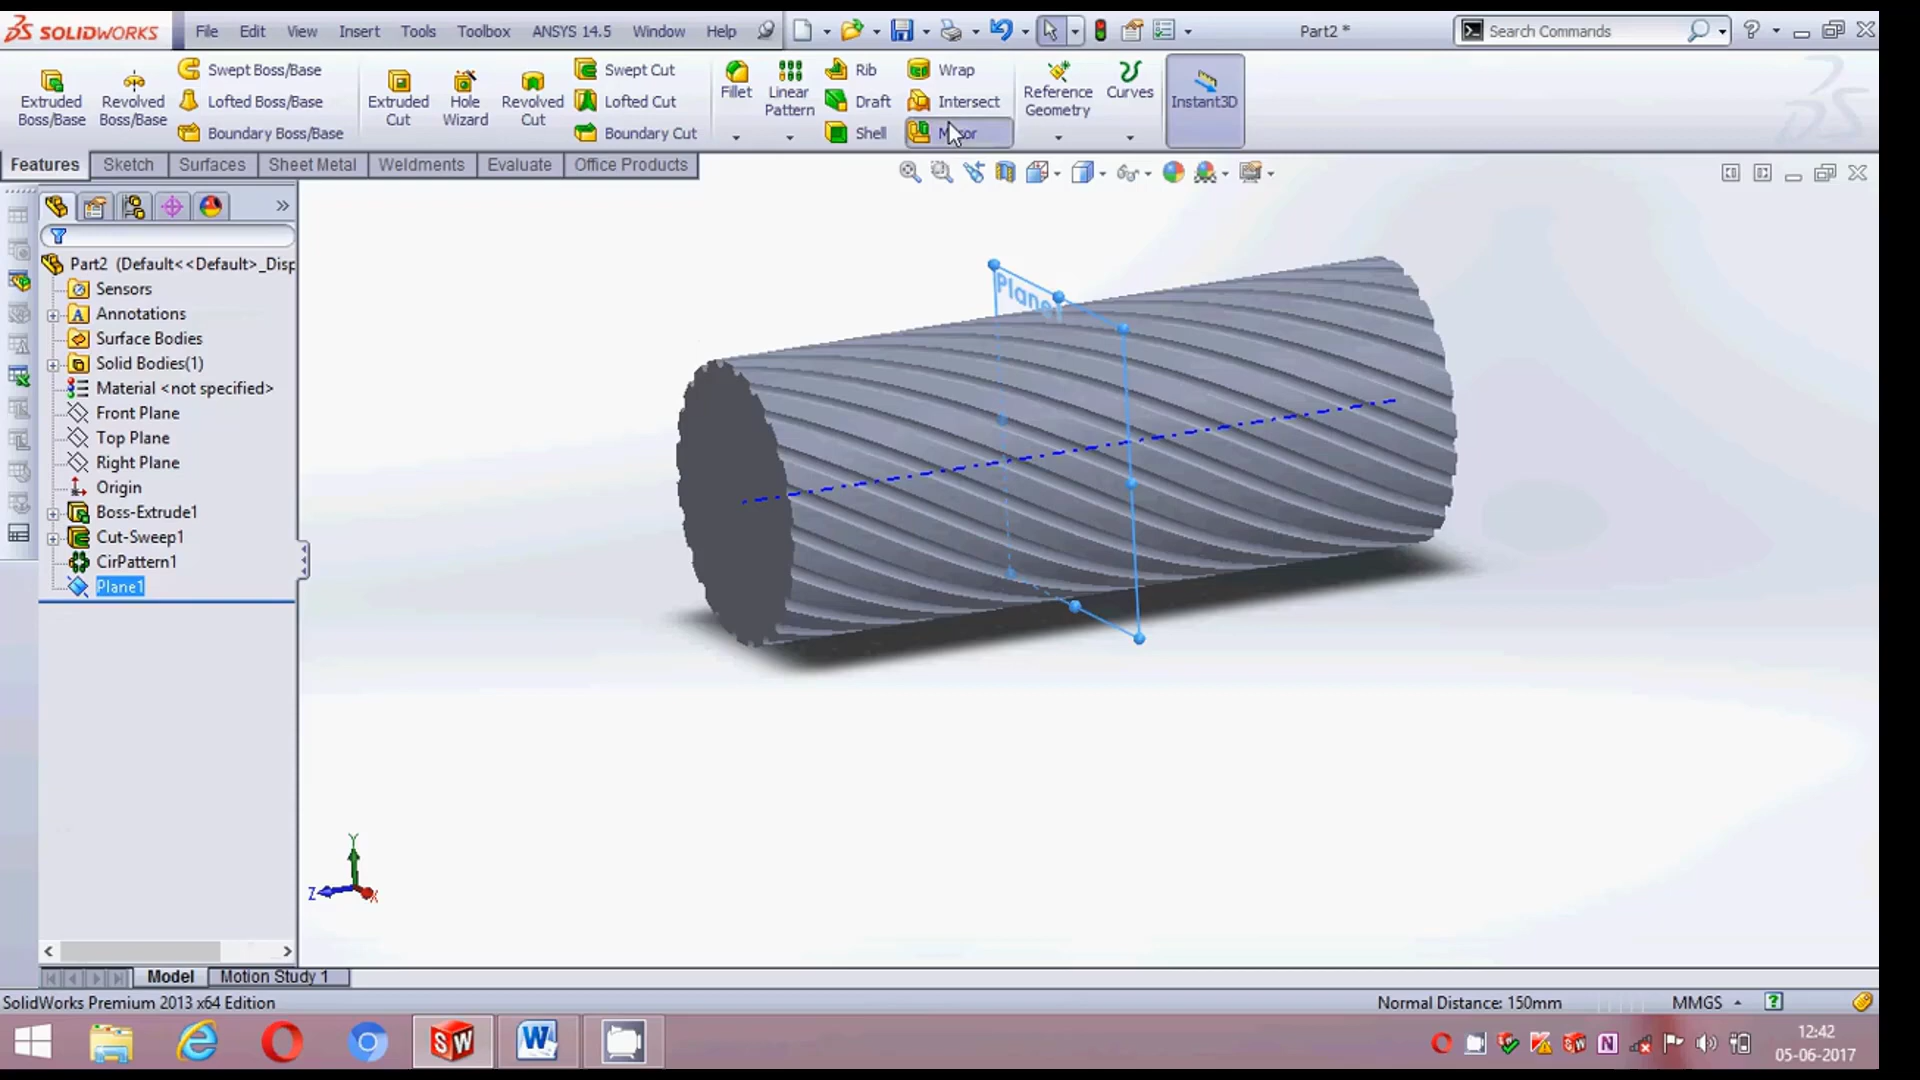 SOLIDWORKS File Edit View Insert Tools Toolbox ANSYS 14.5 Window Help Part2 * Search Commands
Extruded Boss/Base
Revolved Boss/Base
Swept Boss/Base
Lofted Boss/Base
Boundary Boss/Base
Extruded Cut
Hole Wizard
Revolved Cut
Swept Cut
Lofted Cut
Boundary Cut
Fillet
Linear Pattern
Rib
Draft
Shell
Wrap
Intersect
Reference Geometry
Curves
Instant3D
Features Sketch Surfaces Sheet Metal Weldments Evaluate Office Products
Part2 (Default<<Default>_Disp
Sensors
Annotations
Surface Bodies
Solid Bodies(1)
Material <not specified>
Front Plane
Top Plane
Right Plane
Origin
Boss-Extrude1
Cut-Sweep1
CirPattern1
Plane1
Plane1
Y
Z
X
Model Motion Study 1
SolidWorks Premium 2013 x64 Edition Normal Distance: 150mm MMGS
12:42
05-06-2017